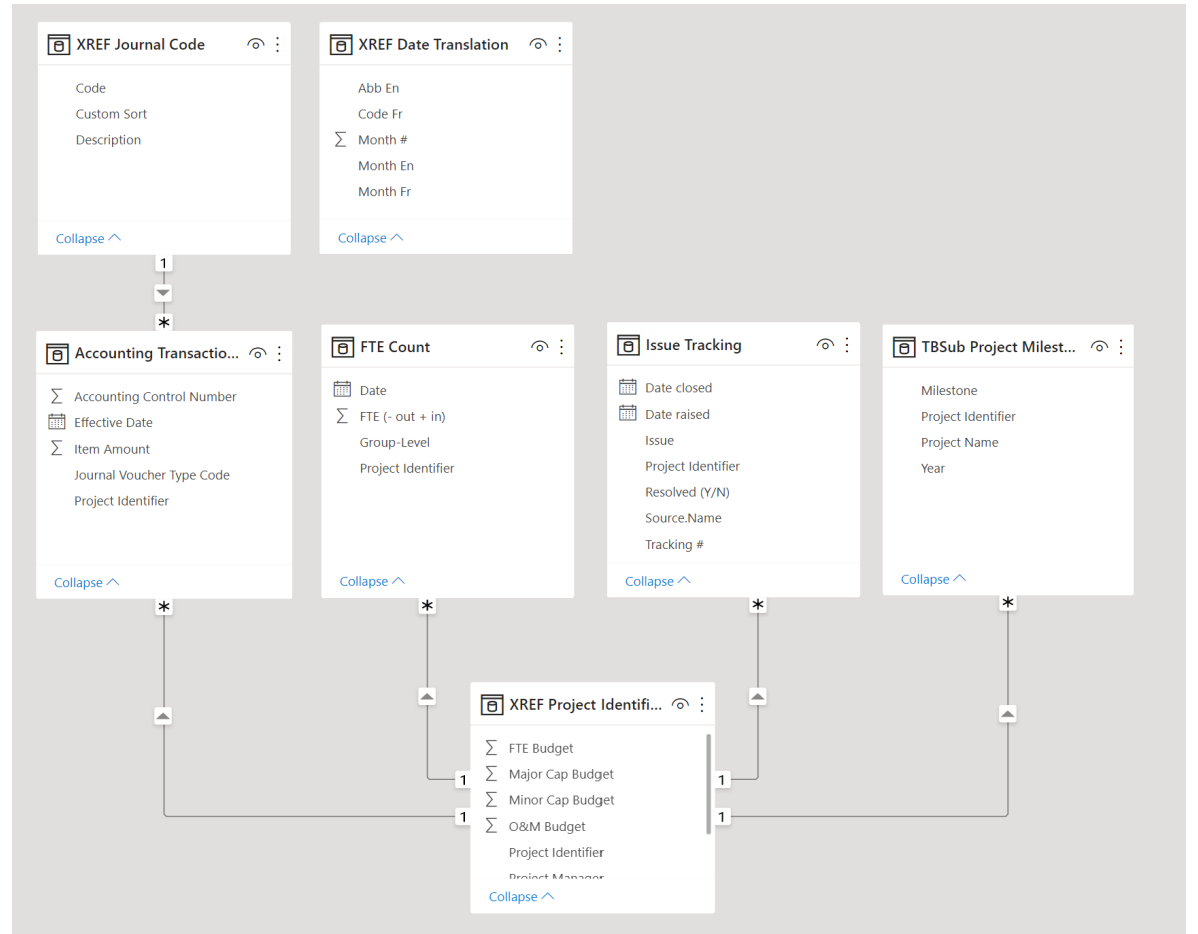 XREF Journal Code
Code
Custom Sort
Description
Collapse
XREF Date Translation
Abb En
Code Fr
Month #
Month En
Month Fr
Collapse
1
*
Accounting Transactio...
Accounting Control Number
Effective Date
Item Amount
Journal Voucher Type Code
Project Identifier
Collapse
*
FTE Count
Date
FTE (- out + in)
Group-Level
Project Identifier
Collapse
*
Issue Tracking
Date closed
Date raised
Issue
Project Identifier
Resolved (Y/N)
Source.Name
Tracking #
Collapse
*
TBSub Project Milest...
Milestone
Project Identifier
Project Name
Year
Collapse
*
XREF Project Identifi...
FTE Budget
Major Cap Budget
Minor Cap Budget
O&M Budget
Project Identifier
Project Manager
Collapse
1
1
1
1